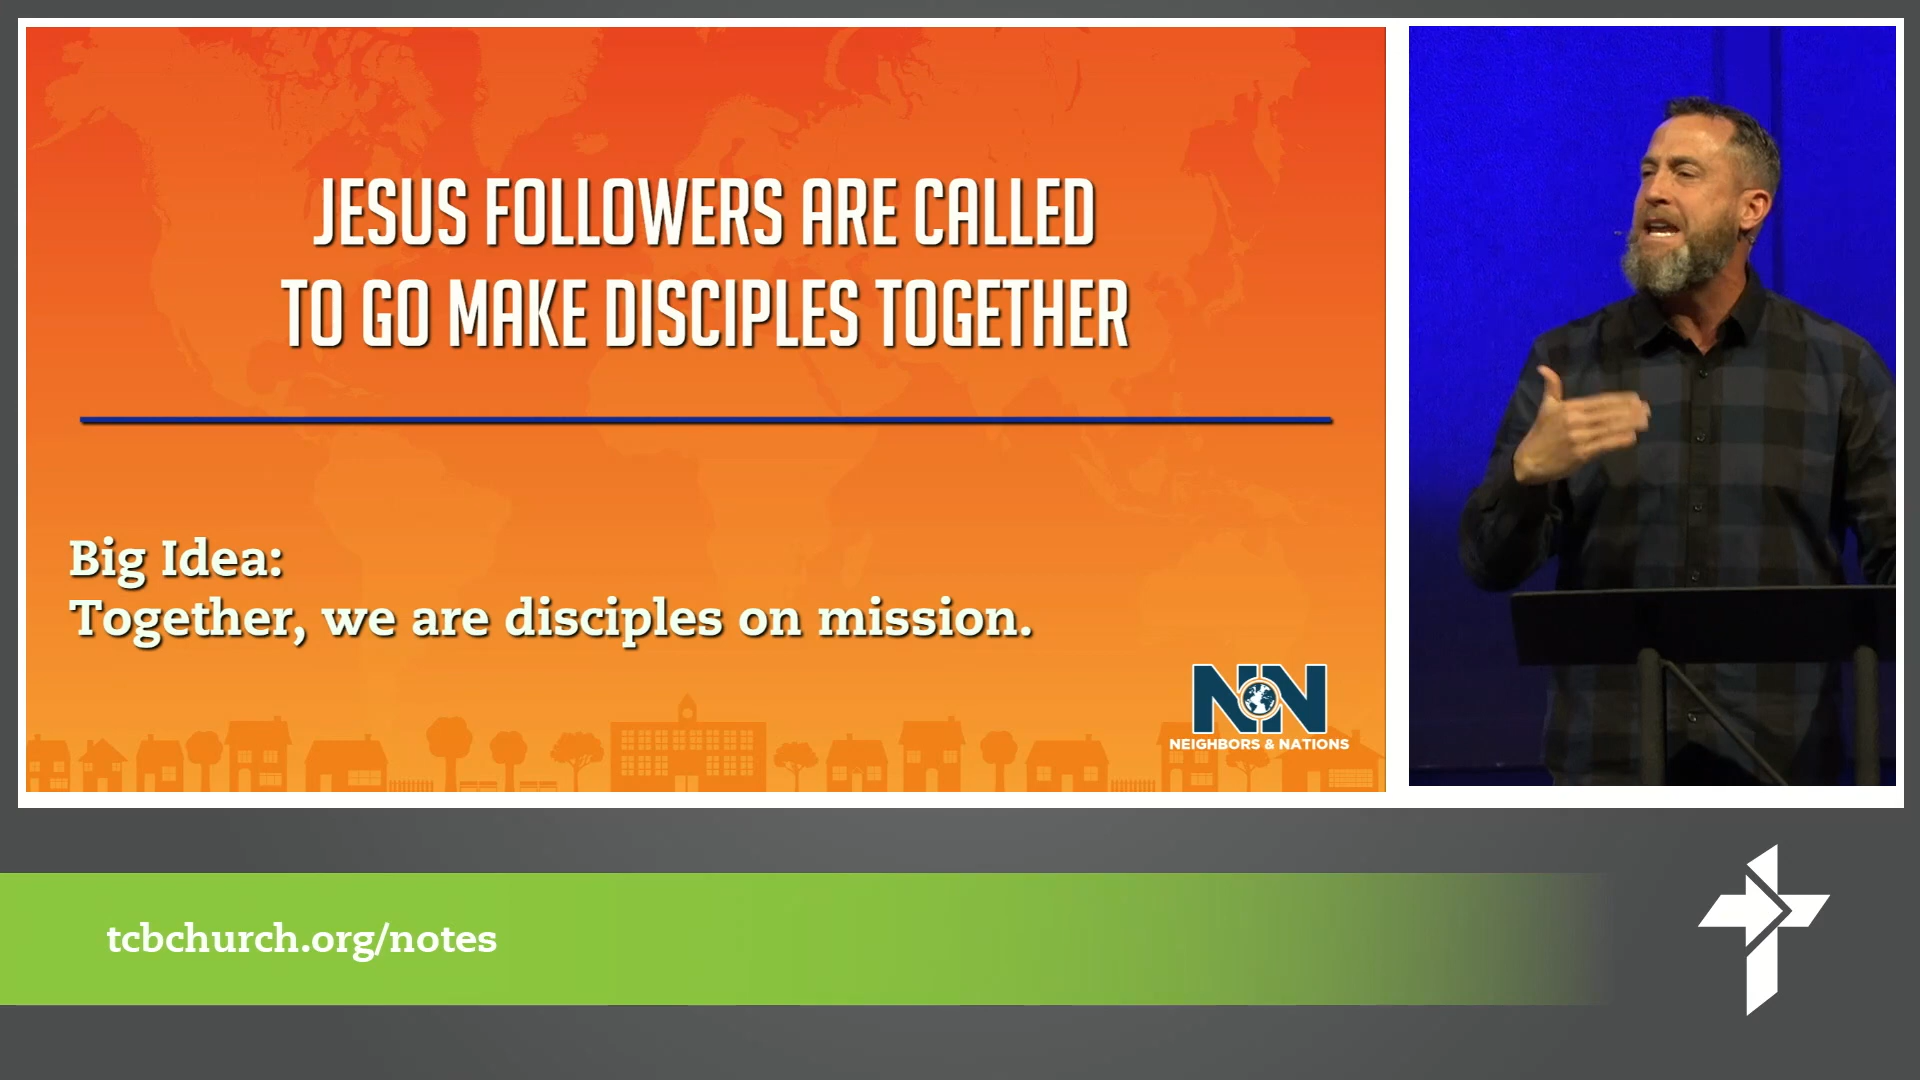 JESUS FOLLOWERS ARE CALLED
TO GO MAKE DISCIPLES TOGETHER
Big Idea:
Together, we are disciples on mission.
NN
NEIGHBORS & NATIONS
tcbchurch.org/notes